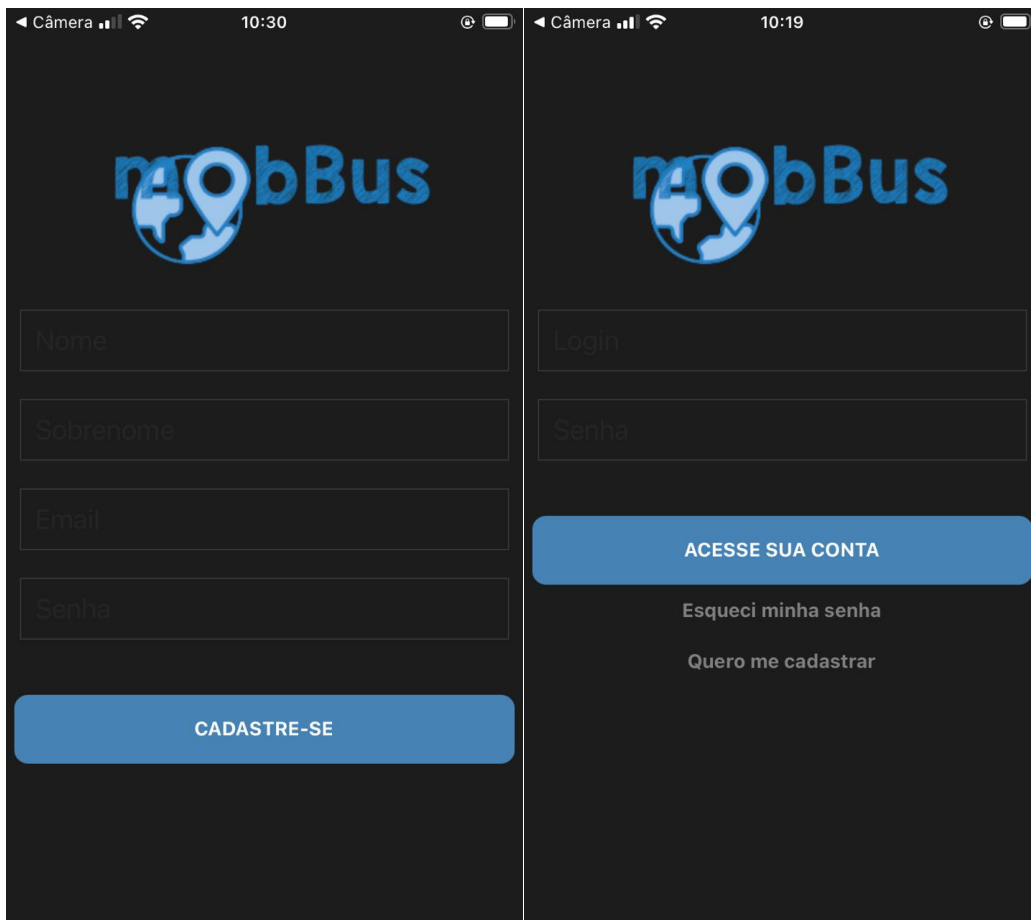 ◄ Câmera 10:30
mobBus
Nome
Sobrenome
Email
Senha
CADASTRE-SE
◄ Câmera 10:19
mobBus
Login
Senha
ACESSE SUA CONTA
Esqueci minha senha
Quero me cadastrar